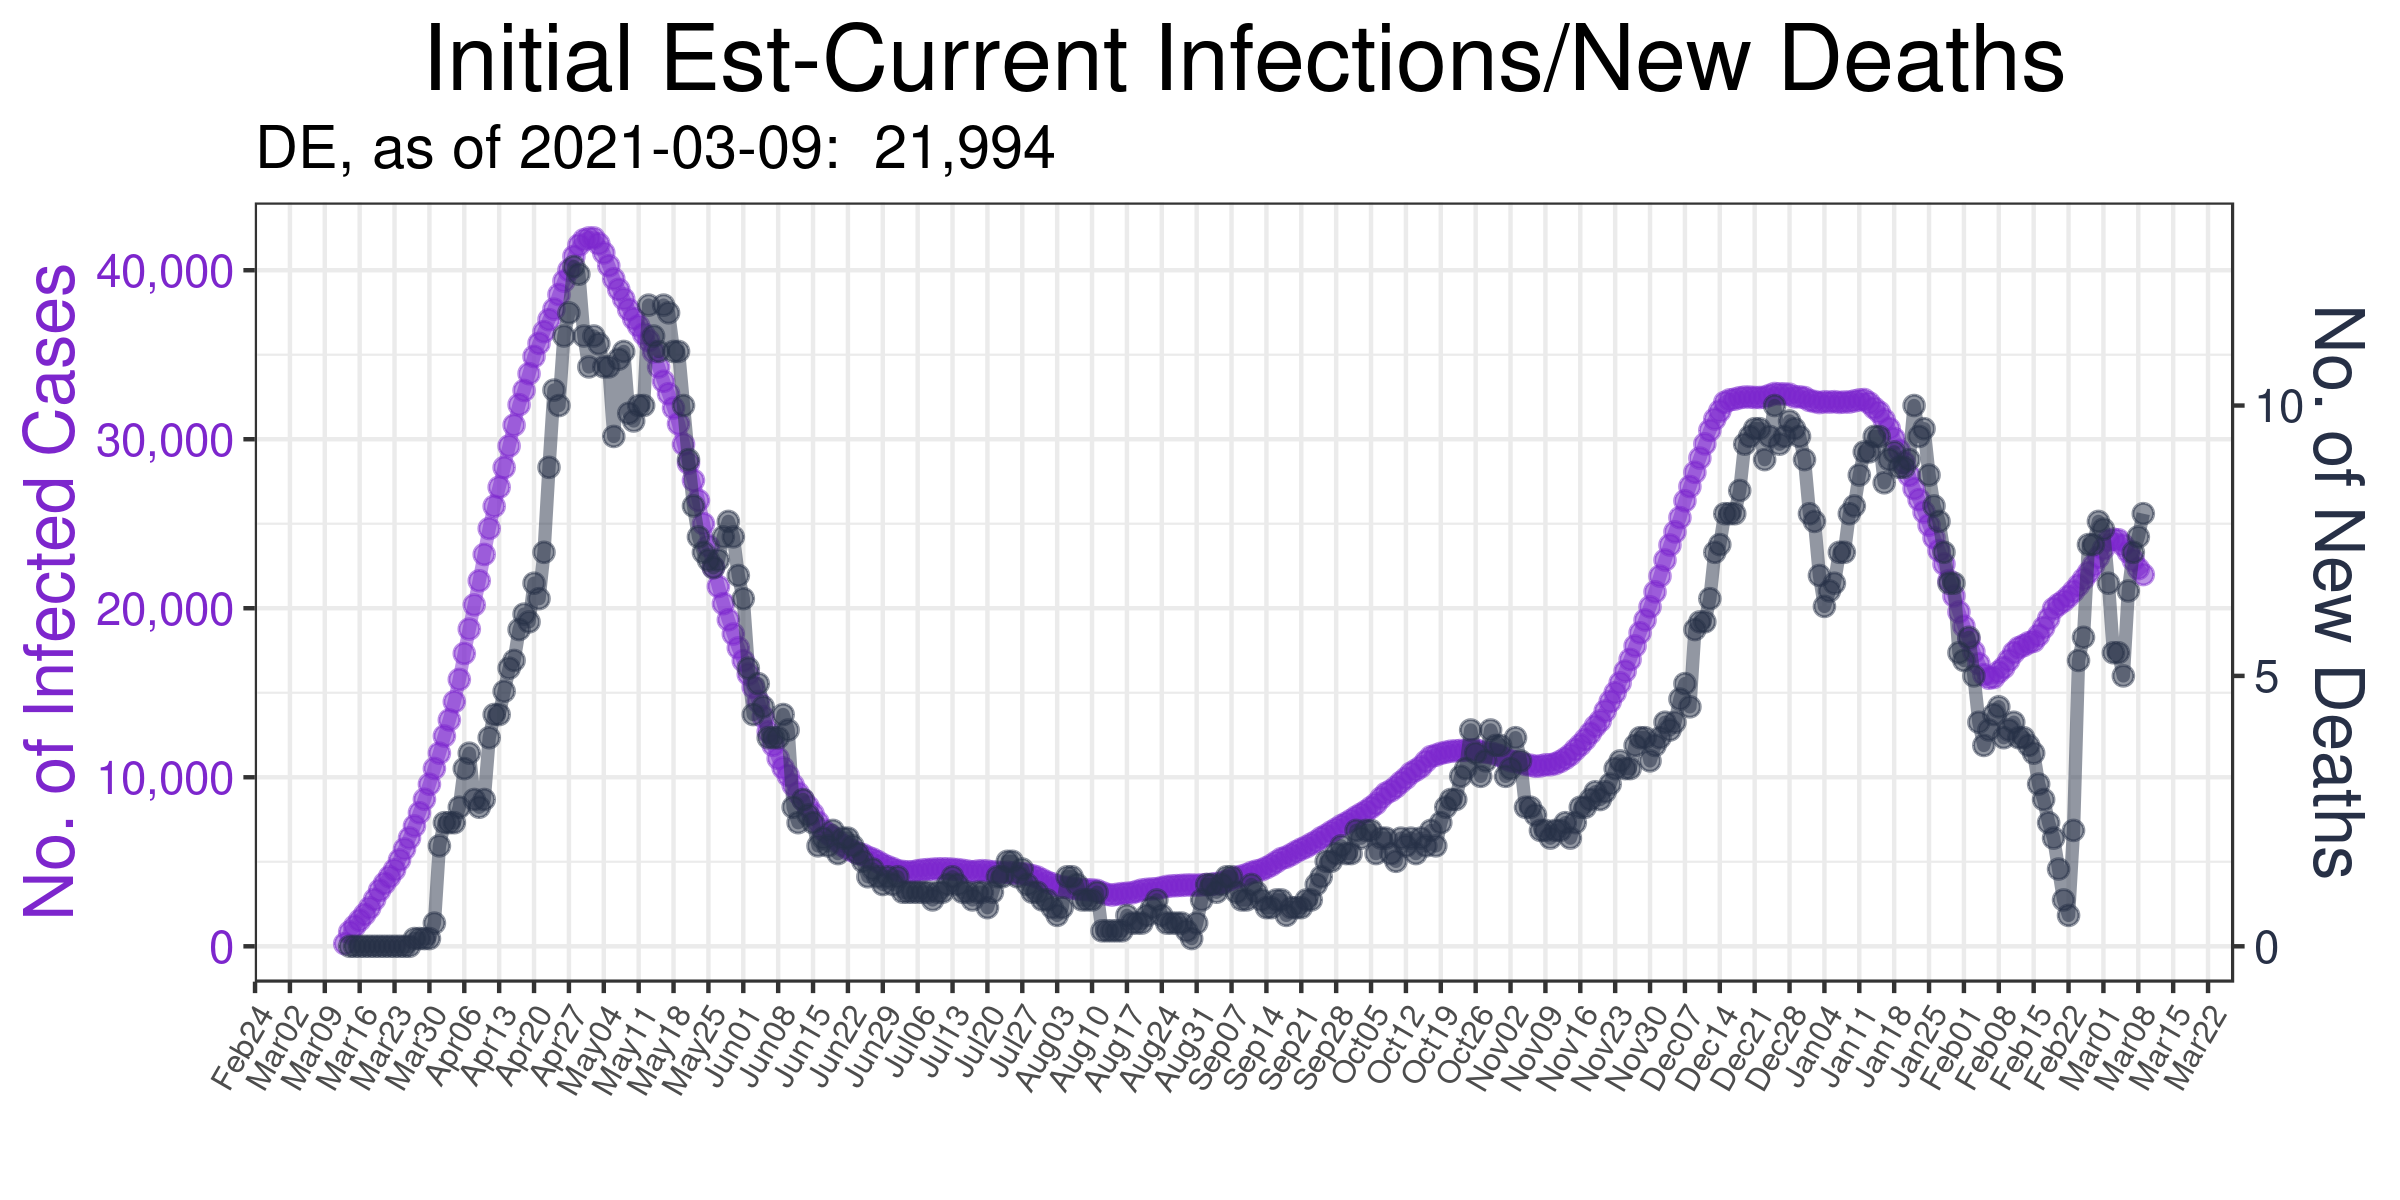 Initial Est-Current Infections/New Deaths
DE, as of 2021-03-09:  21,994
No. of Infected Cases
40,000
30,000
20,000
10,000
0
No. of New Deaths
10
5
0
Feb24
Mar02
Mar09
Mar16
Mar23
Mar30
Apr06
Apr13
Apr20
Apr27
May04
May11
May18
May25
Jun01
Jun08
Jun15
Jun22
Jun29
Jul06
Jul13
Jul20
Jul27
Aug03
Aug10
Aug17
Aug24
Aug31
Sep07
Sep14
Sep21
Sep28
Oct05
Oct12
Oct19
Oct26
Nov02
Nov09
Nov16
Nov23
Nov30
Dec07
Dec14
Dec21
Dec28
Jan04
Jan11
Jan18
Jan25
Feb01
Feb08
Feb15
Feb22
Mar01
Mar08
Mar15
Mar22